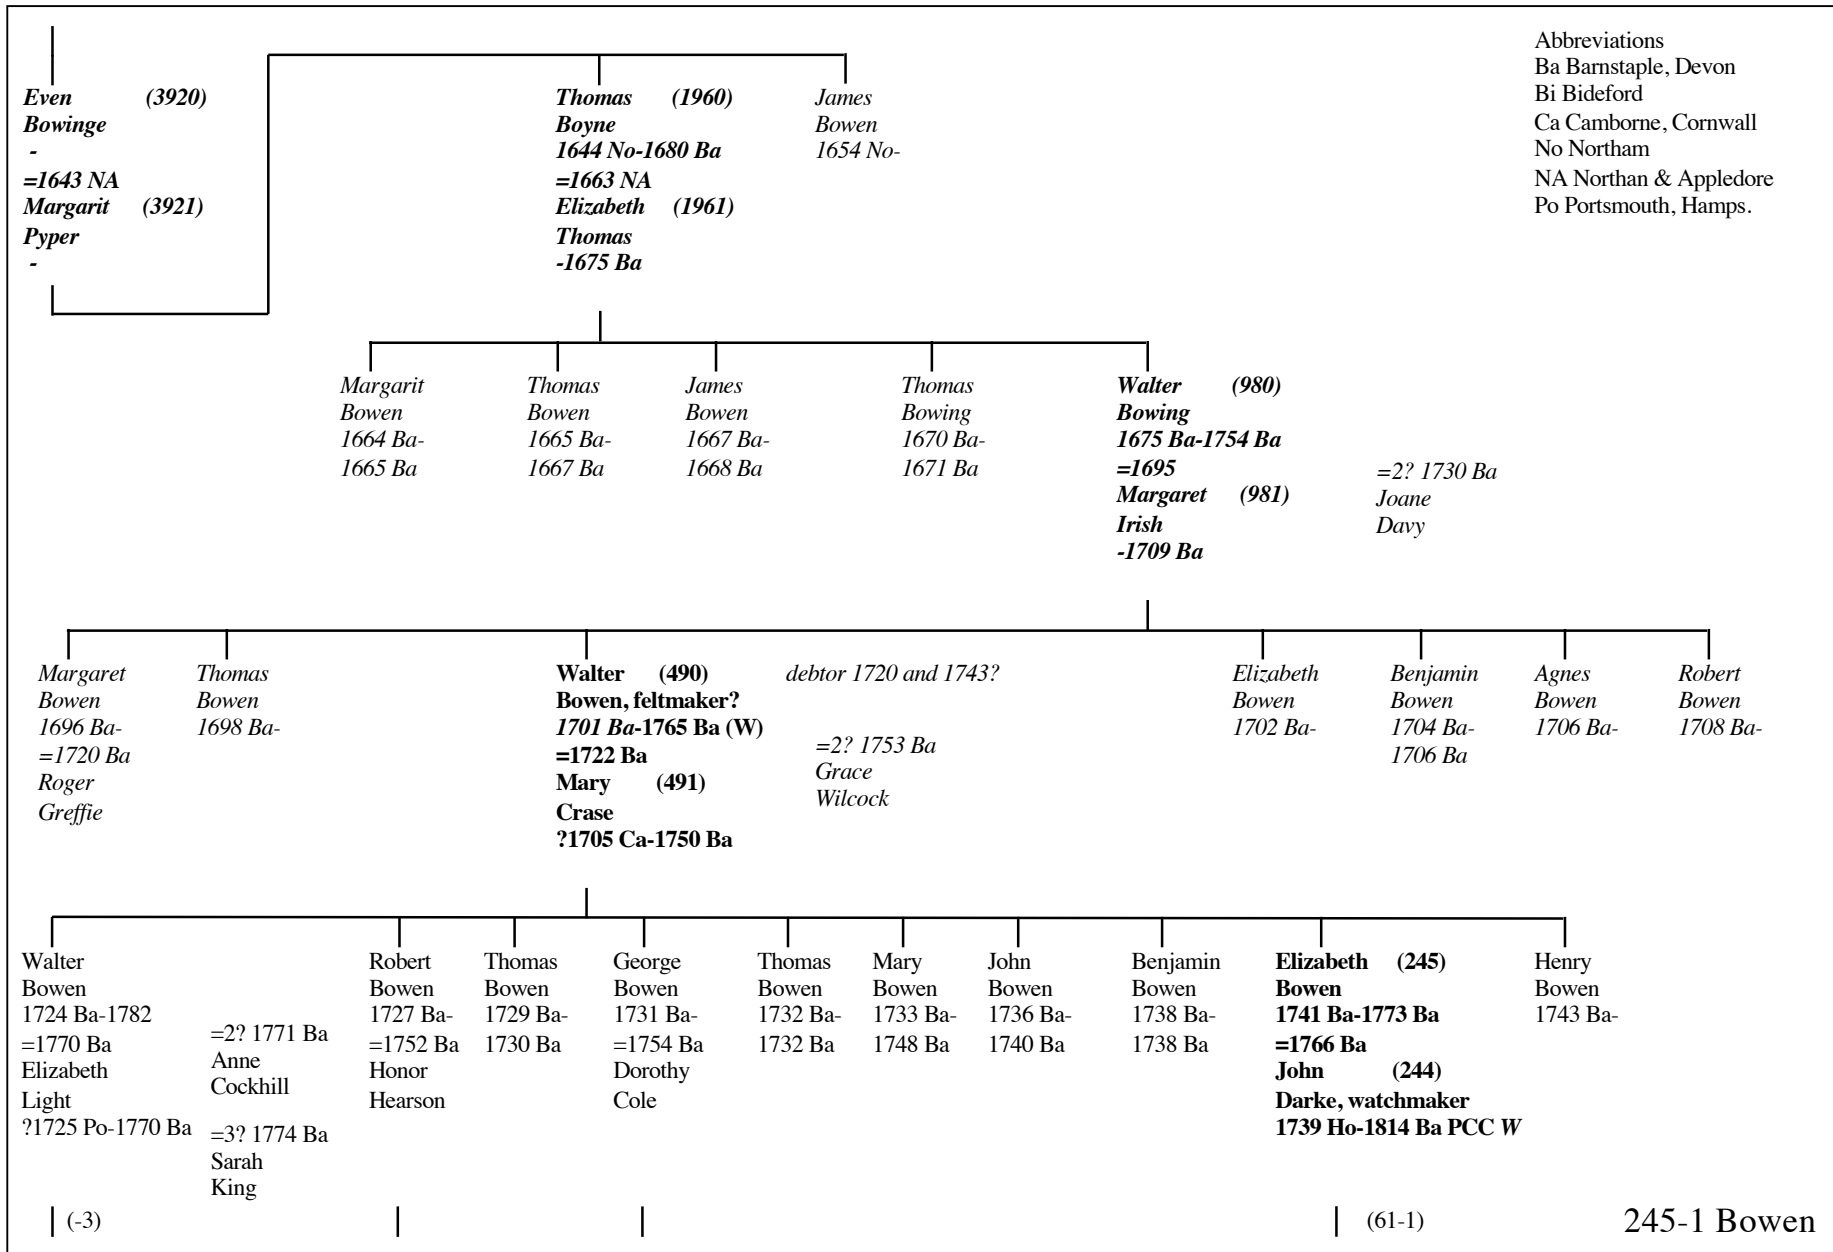 Abbreviations
Ba Barnstaple, Devon
Bi Bideford
Ca Camborne, Cornwall
No Northam
NA Northan & Appledore
Po Portsmouth, Hamps.
Even (3920)
Bowinge
-
=1643 NA
Margarit (3921)
Pyper
-
Thomas (1960)
Boyne
1644 No-1680 Ba
=1663 NA
Elizabeth (1961)
Thomas
-1675 Ba
James
Bowen
1654 No-
Margarit
Bowen
1664 Ba-
1665 Ba
Thomas
Bowen
1665 Ba-
1667 Ba
James
Bowen
1667 Ba-
1668 Ba
Thomas
Bowing
1670 Ba-
1671 Ba
Walter (980)
Bowing
1675 Ba-1754 Ba
=1695
Margaret (981)
Irish
-1709 Ba
=2? 1730 Ba
Joane
Davy
Margaret
Bowen
1696 Ba-
=1720 Ba
Roger
Greffie
Thomas
Bowen
1698 Ba-
Walter (490)
Bowen, feltmaker?
1701 Ba-1765 Ba (W)
=1722 Ba
Mary (491)
Crase
?1705 Ca-1750 Ba
debtor 1720 and 1743?
=2? 1753 Ba
Grace
Wilcock
Elizabeth
Bowen
1702 Ba-
Benjamin
Bowen
1704 Ba-
1706 Ba
Agnes
Bowen
1706 Ba-
Robert
Bowen
1708 Ba-
Walter
Bowen
1724 Ba-1782
=1770 Ba
Elizabeth
Light
?1725 Po-1770 Ba
=2? 1771 Ba
Anne
Cockhill
=3? 1774 Ba
Sarah
King
Robert
Bowen
1727 Ba-
=1752 Ba
Honor
Hearson
Thomas
Bowen
1729 Ba-
1730 Ba
George
Bowen
1731 Ba-
=1754 Ba
Dorothy
Cole
Thomas
Bowen
1732 Ba-
1732 Ba
Mary
Bowen
1733 Ba-
1748 Ba
John
Bowen
1736 Ba-
1740 Ba
Benjamin
Bowen
1738 Ba-
1738 Ba
Elizabeth (245)
Bowen
1741 Ba-1773 Ba
=1766 Ba
John (244)
Darke, watchmaker
1739 Ho-1814 Ba PCC W
Henry
Bowen
1743 Ba-
(-3)
(61-1)
245-1 Bowen